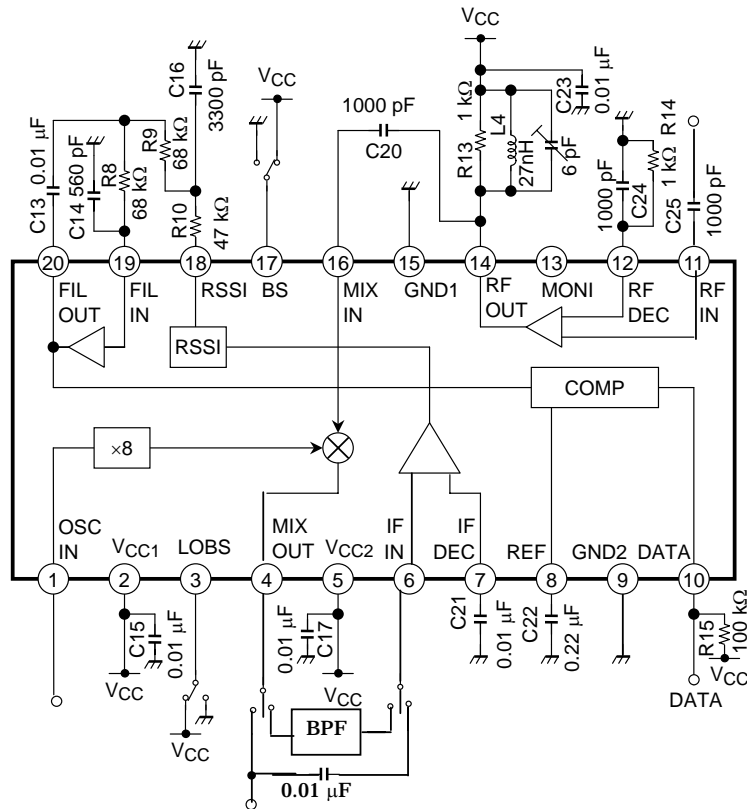 VCC
C16
3300 pF
VCC
1000 pF
C20
1 kΩ
R13
L4
27nH
6 pF
C23
0.01 μF
R14
1 kΩ
C24
1000 pF
C25
1000 pF
C13 0.01 μF
C14 560 pF
R8
68 kΩ
R9
68 kΩ
R10
47 kΩ
20 19 18 17 16 15 14 13 12 11
FIL OUT
FIL IN
RSSI
BS
MIX IN
GND1
RF OUT
MONI
RF DEC
RF IN
RSSI
COMP
×8
OSC IN
VCC1
LOBS
MIX OUT
VCC2
IF IN
IF DEC
REF
GND2
DATA
1 2 3 4 5 6 7 8 9 10
C15
0.01 μF
VCC
VCC
0.01 μF
C17
VCC
C21
0.01 μF
C22
0.22 μF
R15
100 kΩ
VCC
DATA
BPF
0.01 μF